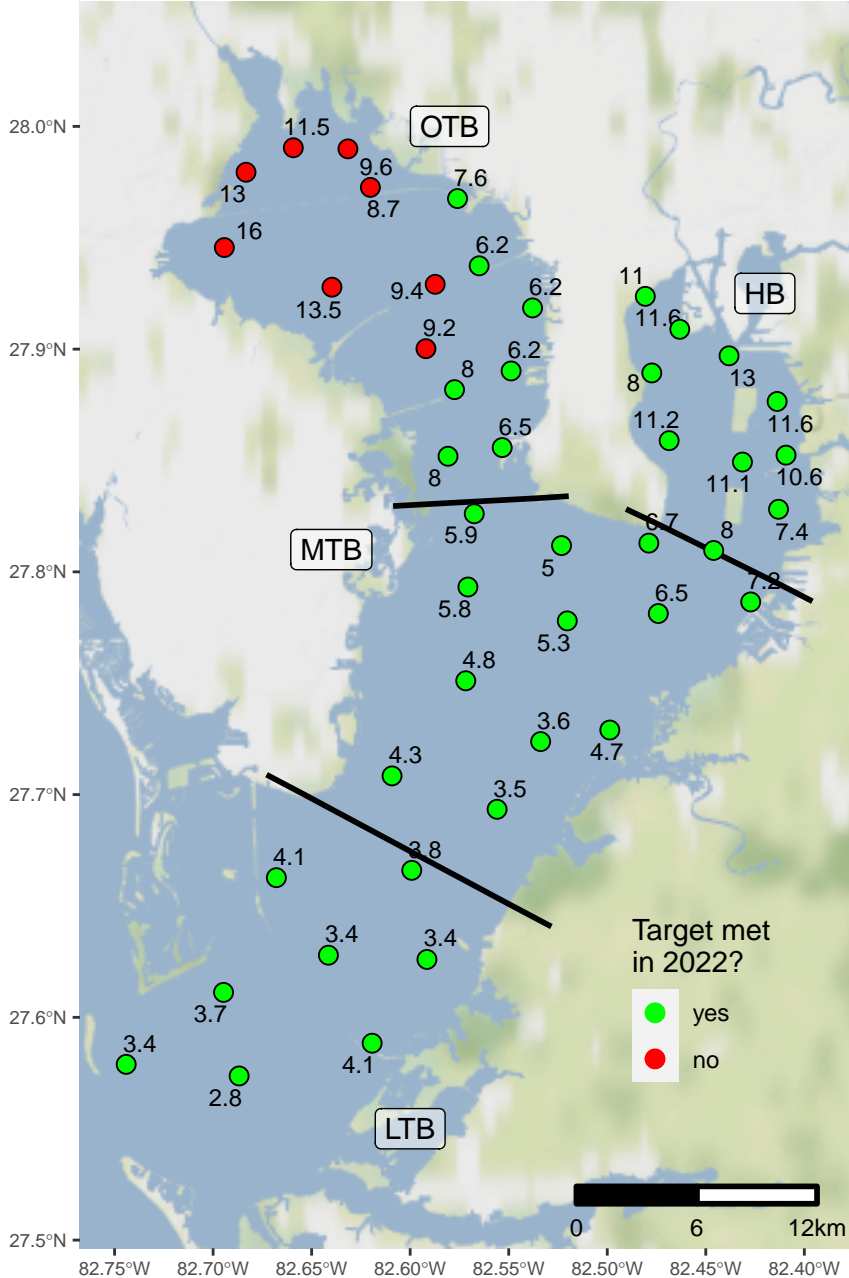 28.0°N
27.9°N
27.8°N
27.7°N
27.6°N
27.5°N
11.5
OTB
9.6
13
8.7
7.6
16
6.2
HB
11
9.4
13.5
6.2
11.6
9.2
6.2
8
8
13
11.6
11.2
6.5
8
11.1
10.6
6.7
8
7.4
5.9
MTB
5
7.2
5.8
6.5
5.3
4.8
3.6
4.7
4.3
3.5
3.8
4.1
3.4
3.4
3.7
3.4
4.1
2.8
LTB
Target met
in 2022?
yes
no
0 6 12km
82.75°W 82.70°W 82.65°W 82.60°W 82.55°W 82.50°W 82.45°W 82.40°W